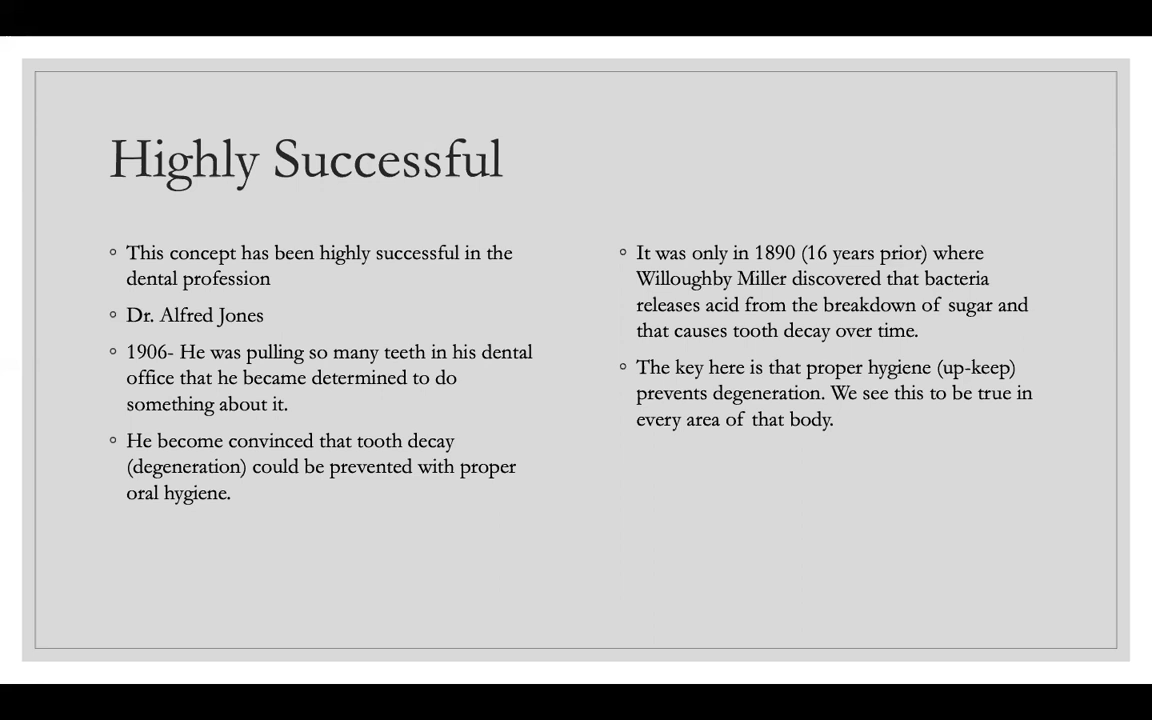 Highly Successful
◦ This concept has been highly successful in the
dental profession
◦ Dr. Alfred Jones
◦ 1906- He was pulling so many teeth in his dental
office that he became determined to do
something about it.
◦ He become convinced that tooth decay
(degeneration) could be prevented with proper
oral hygiene.
◦ It was only in 1890 (16 years prior) where
Willoughby Miller discovered that bacteria
releases acid from the breakdown of sugar and
that causes tooth decay over time.
◦ The key here is that proper hygiene (up-keep)
prevents degeneration. We see this to be true in
every area of that body.